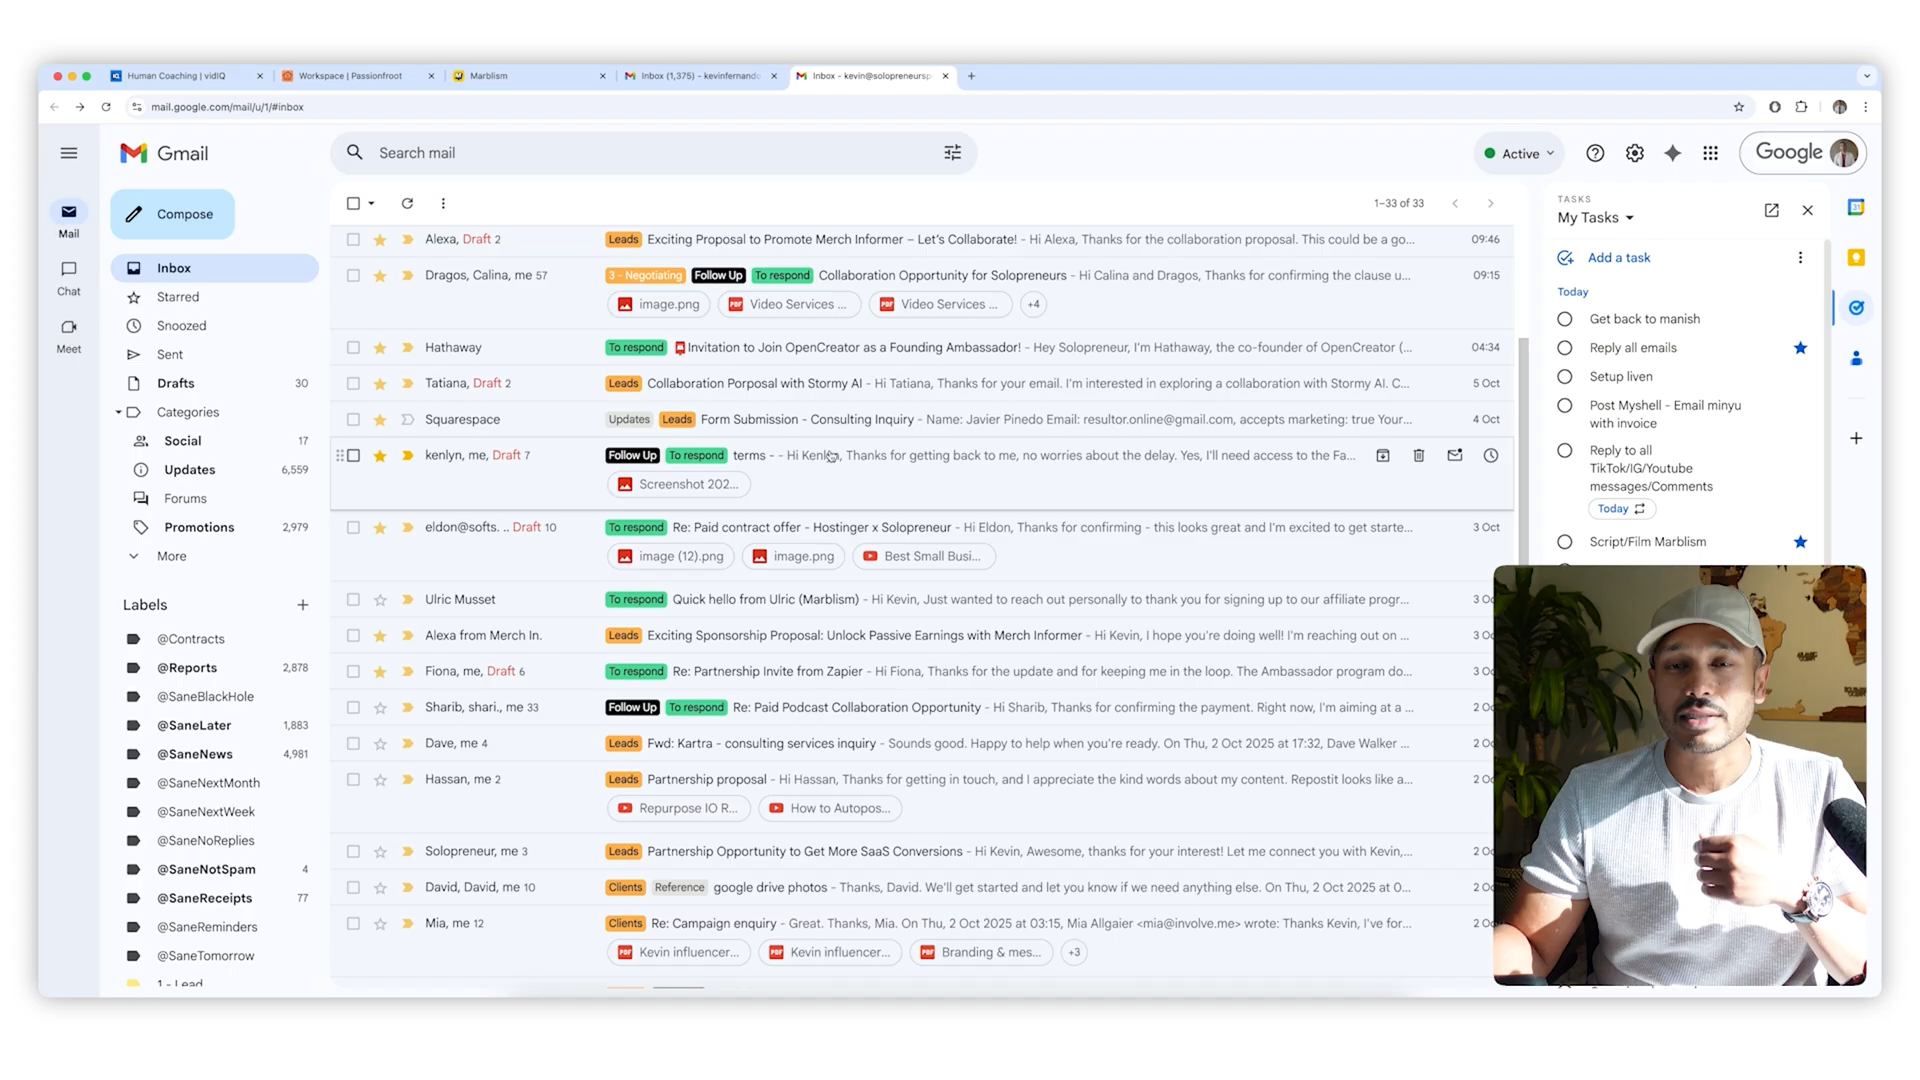 Human Coaching | vidIQ
Workspace | Passionfroot
Marblism
Inbox (1,375) - kevinfernando
Inbox - kevin@solopreneursp
mail.google.com/mail/u/1/#inbox
Gmail
Search mail
Active
Google
Mail
Chat
Meet
Compose
Inbox
Starred
Snoozed
Sent
Drafts 30
Categories
Social 17
Updates 6,559
Forums
Promotions 2,979
More
Labels
@Contracts
@Reports 2,878
@SaneBlackHole
@SaneLater 1,883
@SaneNews 4,981
@SaneNextMonth
@SaneNextWeek
@SaneNoReplies
@SaneNotSpam 4
@SaneReceipts 77
@SaneReminders
@SaneTomorrow
1 - Lead
1–33 of 33
Alexa, Draft 2 Leads Exciting Proposal to Promote Merch Informer – Let's Collaborate! - Hi Alexa, Thanks for the collaboration proposal. This could be a go... 09:46
Dragos, Calina, me 57 3 - Negotiating Follow Up To respond Collaboration Opportunity for Solopreneurs - Hi Calina and Dragos, Thanks for confirming the clause u... 09:15
image.png PDF Video Services ... PDF Video Services ... +4
Hathaway To respond Invitation to Join OpenCreator as a Founding Ambassador! - Hey Solopreneur, I'm Hathaway, the co-founder of OpenCreator (... 04:34
Tatiana, Draft 2 Leads Collaboration Porposal with Stormy AI - Hi Tatiana, Thanks for your email. I'm interested in exploring a collaboration with Stormy AI. C... 5 Oct
Squarespace Updates Leads Form Submission - Consulting Inquiry - Name: Javier Pinedo Email: resultor.online@gmail.com, accepts marketing: true Your... 4 Oct
kenlyn, me, Draft 7 Follow Up To respond terms - - Hi Kenlyn, Thanks for getting back to me, no worries about the delay. Yes, I'll need access to the Fa...
Screenshot 202...
eldon@softs. .. Draft 10 To respond Re: Paid contract offer - Hostinger x Solopreneur - Hi Eldon, Thanks for confirming - this looks great and I'm excited to get starte... 3 Oct
image (12).png image.png Best Small Busi...
Ulric Musset To respond Quick hello from Ulric (Marblism) - Hi Kevin, Just wanted to reach out personally to thank you for signing up to our affiliate progr... 3 Oc
Alexa from Merch In. Leads Exciting Sponsorship Proposal: Unlock Passive Earnings with Merch Informer - Hi Kevin, I hope you're doing well! I'm reaching out on ... 3 Oc
Fiona, me, Draft 6 To respond Re: Partnership Invite from Zapier - Hi Fiona, Thanks for the update and for keeping me in the loop. The Ambassador program do... 3 Oc
Sharib, shari., me 33 Follow Up To respond Re: Paid Podcast Collaboration Opportunity - Hi Sharib, Thanks for confirming the payment. Right now, I'm aiming at a ... 2 Oc
Dave, me 4 Leads Fwd: Kartra - consulting services inquiry - Sounds good. Happy to help when you're ready. On Thu, 2 Oct 2025 at 17:32, Dave Walker ... 2 Oc
Hassan, me 2 Leads Partnership proposal - Hi Hassan, Thanks for getting in touch, and I appreciate the kind words about my content. Repostit looks like a... 2 Oc
Repurpose IO R... How to Autopos...
Solopreneur, me 3 Leads Partnership Opportunity to Get More SaaS Conversions - Hi Kevin, Awesome, thanks for your interest! Let me connect you with Kevin,... 2 Oc
David, David, me 10 Clients Reference google drive photos - Thanks, David. We'll get started and let you know if we need anything else. On Thu, 2 Oct 2025 at 0... 2 Oc
Mia, me 12 Clients Re: Campaign enquiry - Great. Thanks, Mia. On Thu, 2 Oct 2025 at 03:15, Mia Allgaier <mia@involve.me> wrote: Thanks Kevin, I've for... 2 Oc
PDF Kevin influencer... PDF Kevin influencer... PDF Branding & mes... +3
TASKS
My Tasks
Add a task
Today
Get back to manish
Reply all emails
Setup liven
Post Myshell - Email minyu
with invoice
Reply to all
TikTok/IG/Youtube
messages/Comments
Today
Script/Film Marblism
31